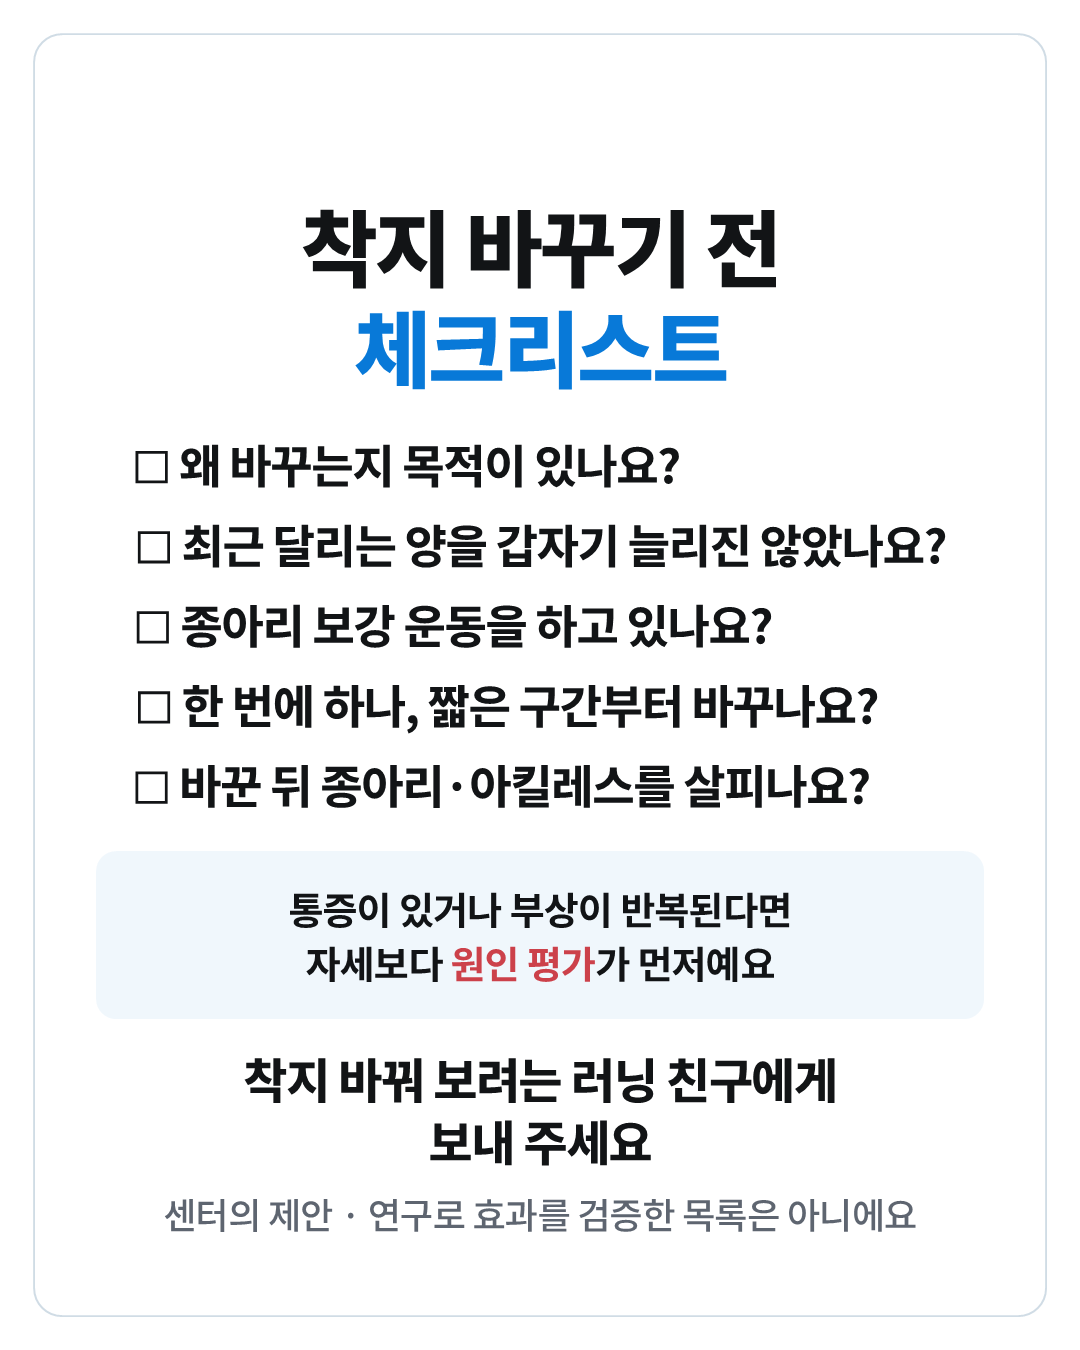 착지 바꾸기 전
체크리스트
□ 왜 바꾸는지 목적이 있나요?
□ 최근 달리는 양을 갑자기 늘리진 않았나요?
□ 종아리 보강 운동을 하고 있나요?
□ 한 번에 하나, 짧은 구간부터 바꾸나요?
□ 바꾼 뒤 종아리·아킬레스를 살피나요?
통증이 있거나 부상이 반복된다면
자세보다 원인 평가가 먼저예요
착지 바꿔 보려는 러닝 친구에게
보내 주세요
센터의 제안 · 연구로 효과를 검증한 목록은 아니에요